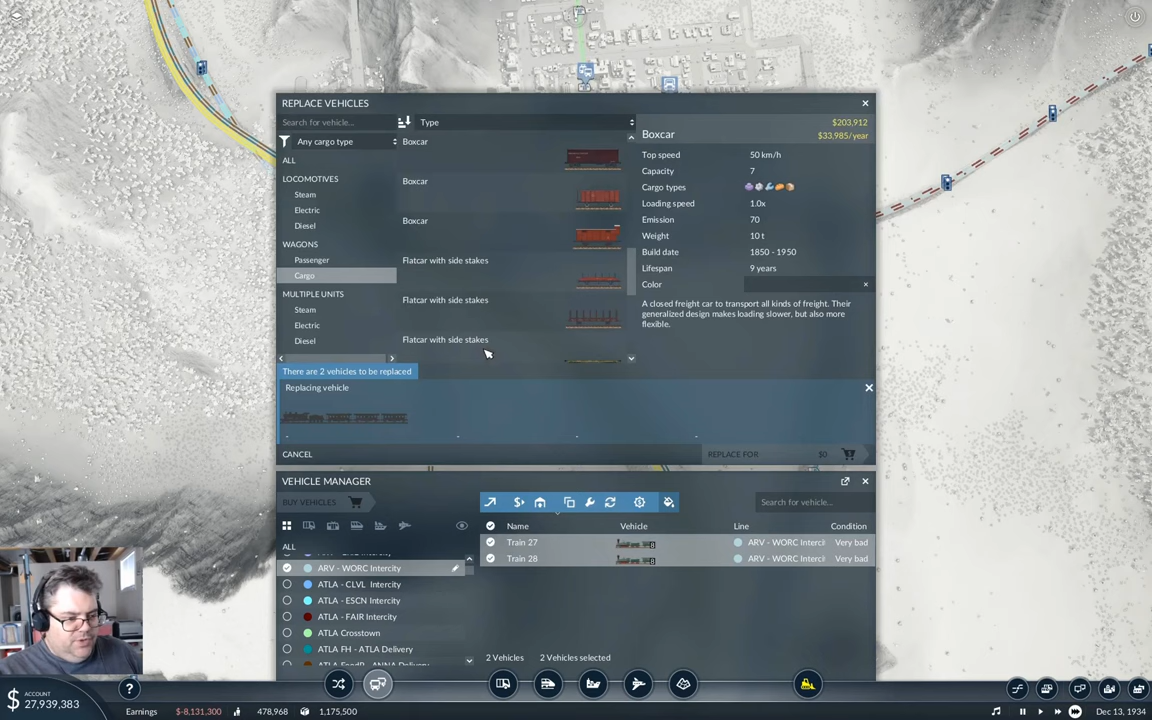 REPLACE VEHICLES
Search for vehicle...
Type
Any cargo type
ALL
LOCOMOTIVES
Steam
Electric
Diesel
WAGONS
Passenger
Cargo
MULTIPLE UNITS
Steam
Electric
Diesel
Boxcar
Boxcar
Boxcar
Flatcar with side stakes
Flatcar with side stakes
Flatcar with side stakes
$203,912
Boxcar
$33,985/year
Top speed 50 km/h
Capacity 7
Cargo types
Loading speed 1.0x
Emission 70
Weight 10 t
Build date 1850 - 1950
Lifespan 9 years
Color
A closed freight car to transport all kinds of freight. Their
generalized design makes loading slower, but also more
flexible.
There are 2 vehicles to be replaced
Replacing vehicle
- - - -
CANCEL
REPLACE FOR $0
VEHICLE MANAGER
BUY VEHICLES
Search for vehicle...
ALL
ARV - WORC Intercity
ATLA - CLVL Intercity
ATLA - ESCN Intercity
ATLA - FAIR Intercity
ATLA Crosstown
ATLA FH - ATLA Delivery
Name Vehicle Line Condition
Train 27 ARV - WORC Interci Very bad
Train 28 ARV - WORC Interci Very bad
2 Vehicles 2 Vehicles selected
$ ACCOUNT
27,939,383
?
Earnings $-8,131,300 478,968 1,175,500
Dec 13, 1934